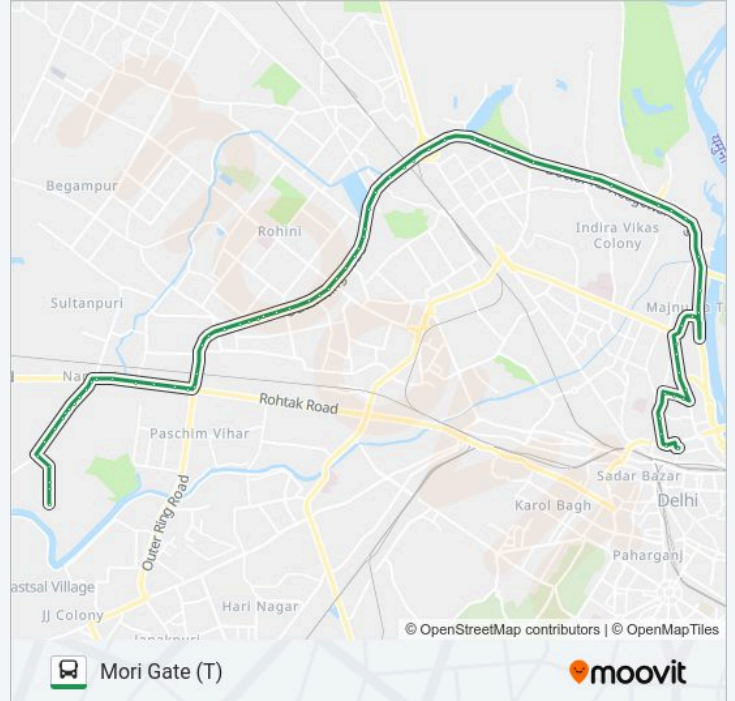 Begampur
Rohini
Indira Vikas
Colony
Sultanpuri
Rohtak Road
Paschim Vihar
Sadar Bazar
Delhi
Karol Bagh
Outer Ring Road
Paharganj
JJ Colony
Hari Nagar
© OpenStreetMap contributors | © OpenMapTiles
Mori Gate (T)
moovit